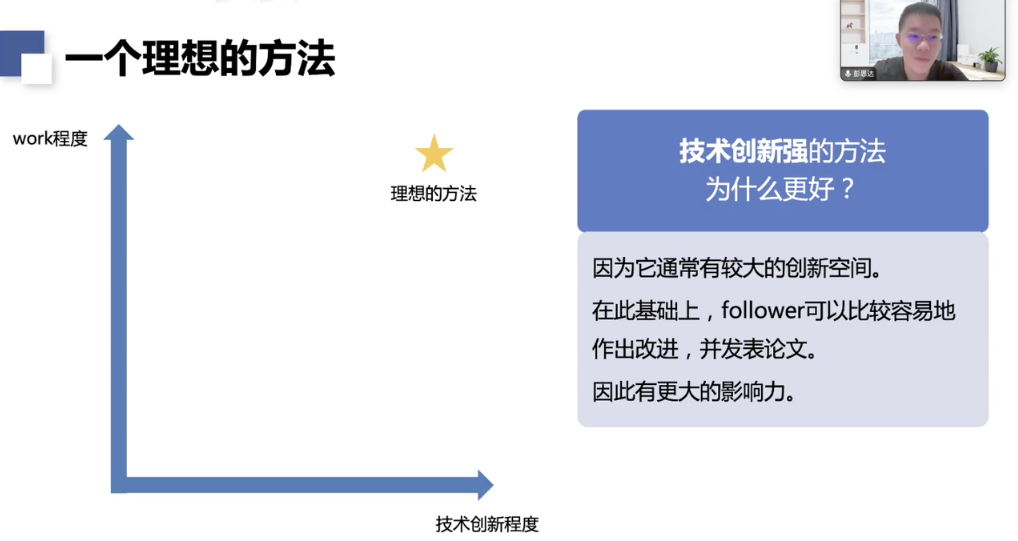 一个理想的方法
彭思达
work程度
理想的方法
技术创新程度
技术创新强的方法
为什么更好？
因为它通常有较大的创新空间。
在此基础上，follower可以比较容易地
作出改进，并发表论文。
因此有更大的影响力。